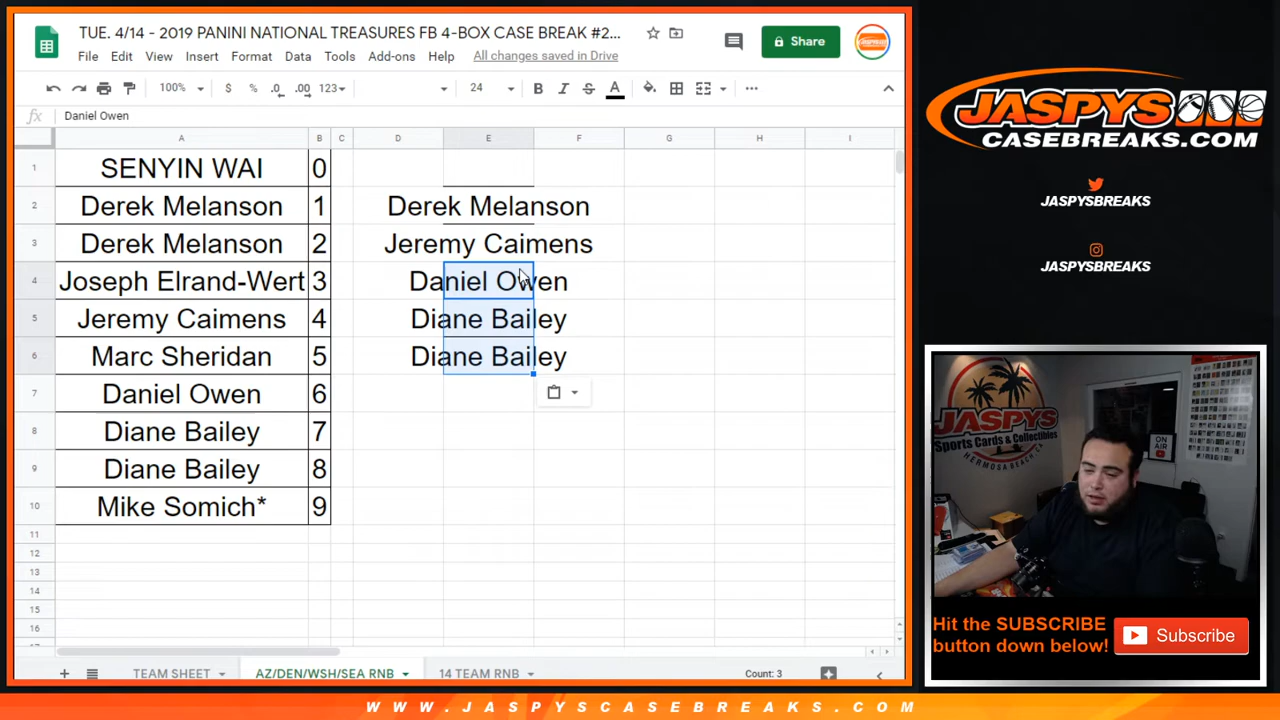 TUE. 4/14 - 2019 PANINI NATIONAL TREASURES FB 4-BOX CASE BREAK #2...
File Edit View Insert Format Data Tools Add-ons Help All changes saved in Drive
Share
100% $ % .0 .00 123 24 B I S A
fx Daniel Owen
A B C D E F G H I
1 SENYIN WAI 0
2 Derek Melanson 1 Derek Melanson
3 Derek Melanson 2 Jeremy Caimens
4 Joseph Elrand-Wert 3 Daniel Owen
5 Jeremy Caimens 4 Diane Bailey
6 Marc Sheridan 5 Diane Bailey
7 Daniel Owen 6
8 Diane Bailey 7
9 Diane Bailey 8
10 Mike Somich* 9
11
12
13
14
15
16
TEAM SHEET AZ/DEN/WSH/SEA RNB 14 TEAM RNB Count: 3
JASPYS
CASEBREAKS.COM
JASPYSBREAKS
JASPYSBREAKS
JASPYS
Sports Cards & Collectibles
HERMOSA BEACH CA
ON AIR
Hit the SUBSCRIBE
button down below!
Subscribe
WWW.JASPYSCASEBREAKS.COM